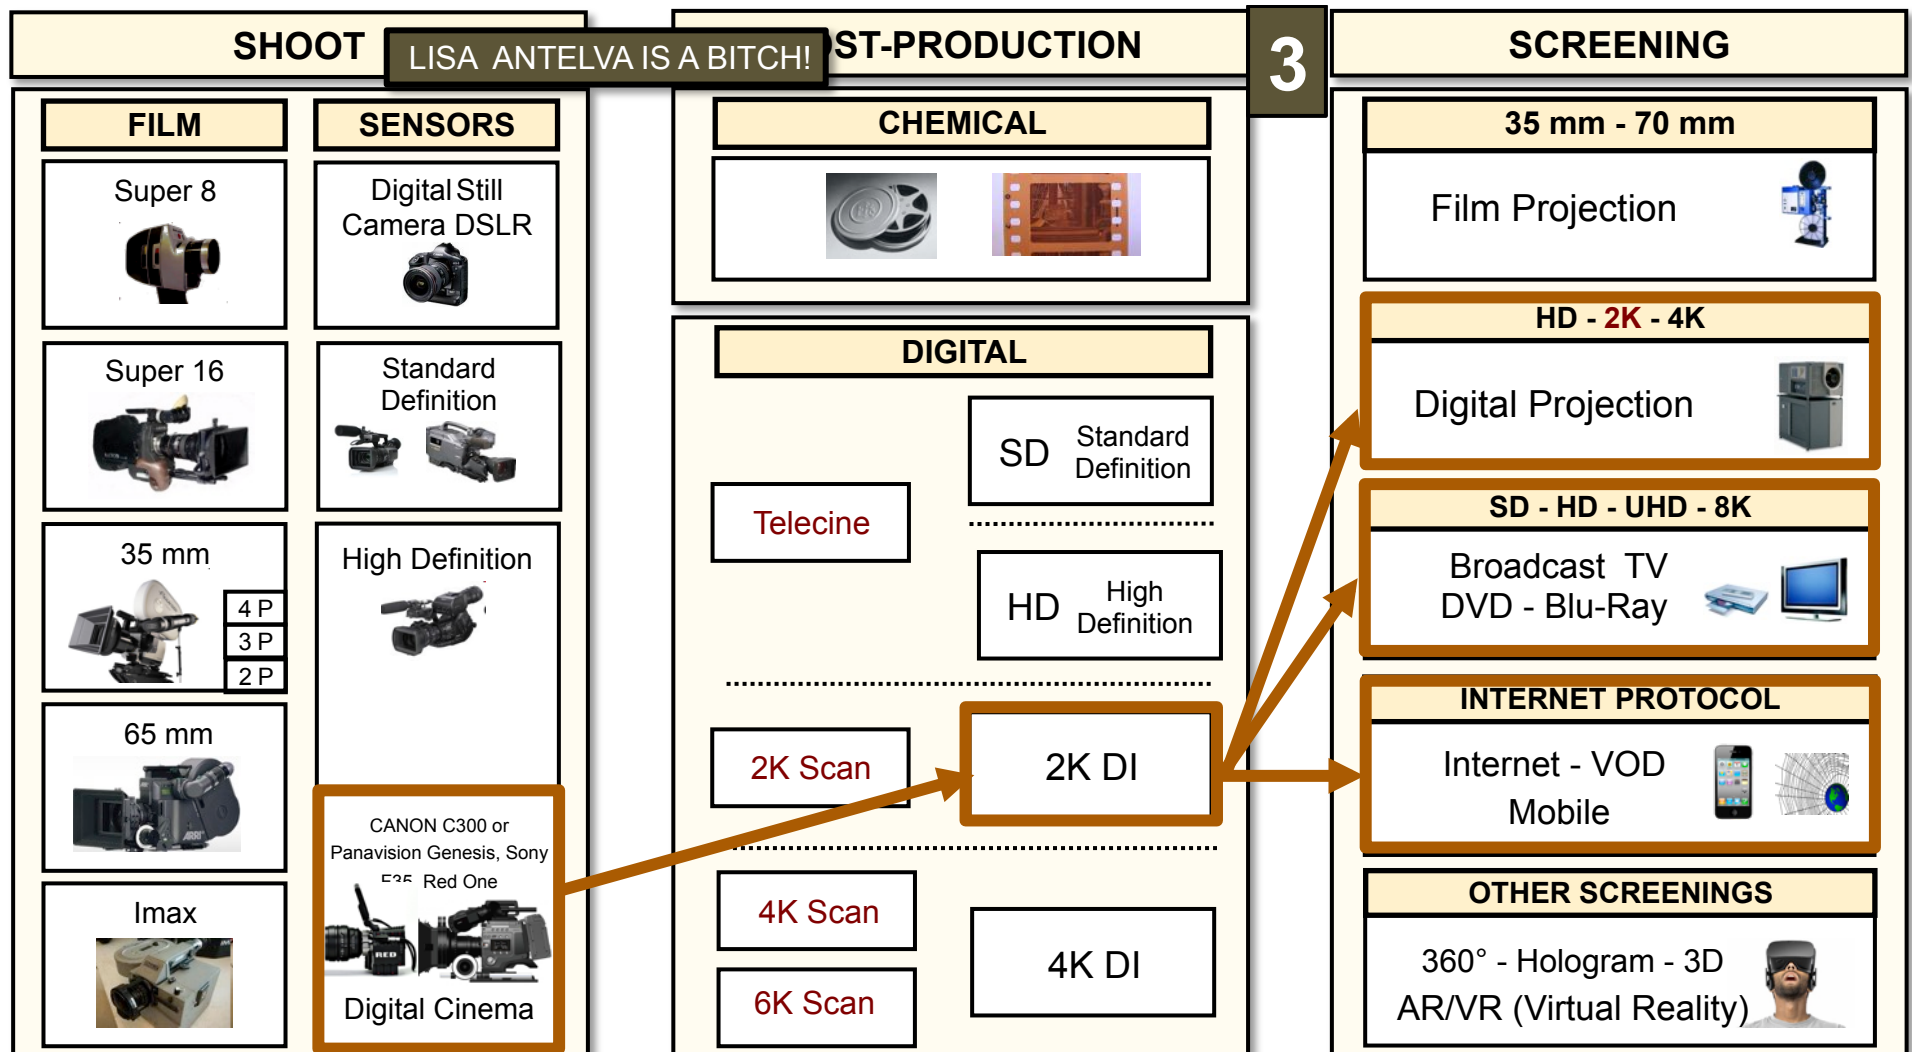 SHOOT
LISA ANTELVA IS A BITCH!
ST-PRODUCTION
3
SCREENING
FILM
SENSORS
Super 8
Digital Still
Camera DSLR
Super 16
Standard
Definition
35 mm
4 P
3 P
2 P
High Definition
65 mm
ARRI
CANON C300 or
Panavision Genesis, Sony
F35, Red One
RED
Digital Cinema
Imax
CHEMICAL
DIGITAL
SD
Standard
Definition
Telecine
HD
High
Definition
2K Scan
2K DI
4K Scan
4K DI
6K Scan
35 mm - 70 mm
Film Projection
HD - 2K - 4K
Digital Projection
SD - HD - UHD - 8K
Broadcast TV
DVD - Blu-Ray
INTERNET PROTOCOL
Internet - VOD
Mobile
OTHER SCREENINGS
360° - Hologram - 3D
AR/VR (Virtual Reality)